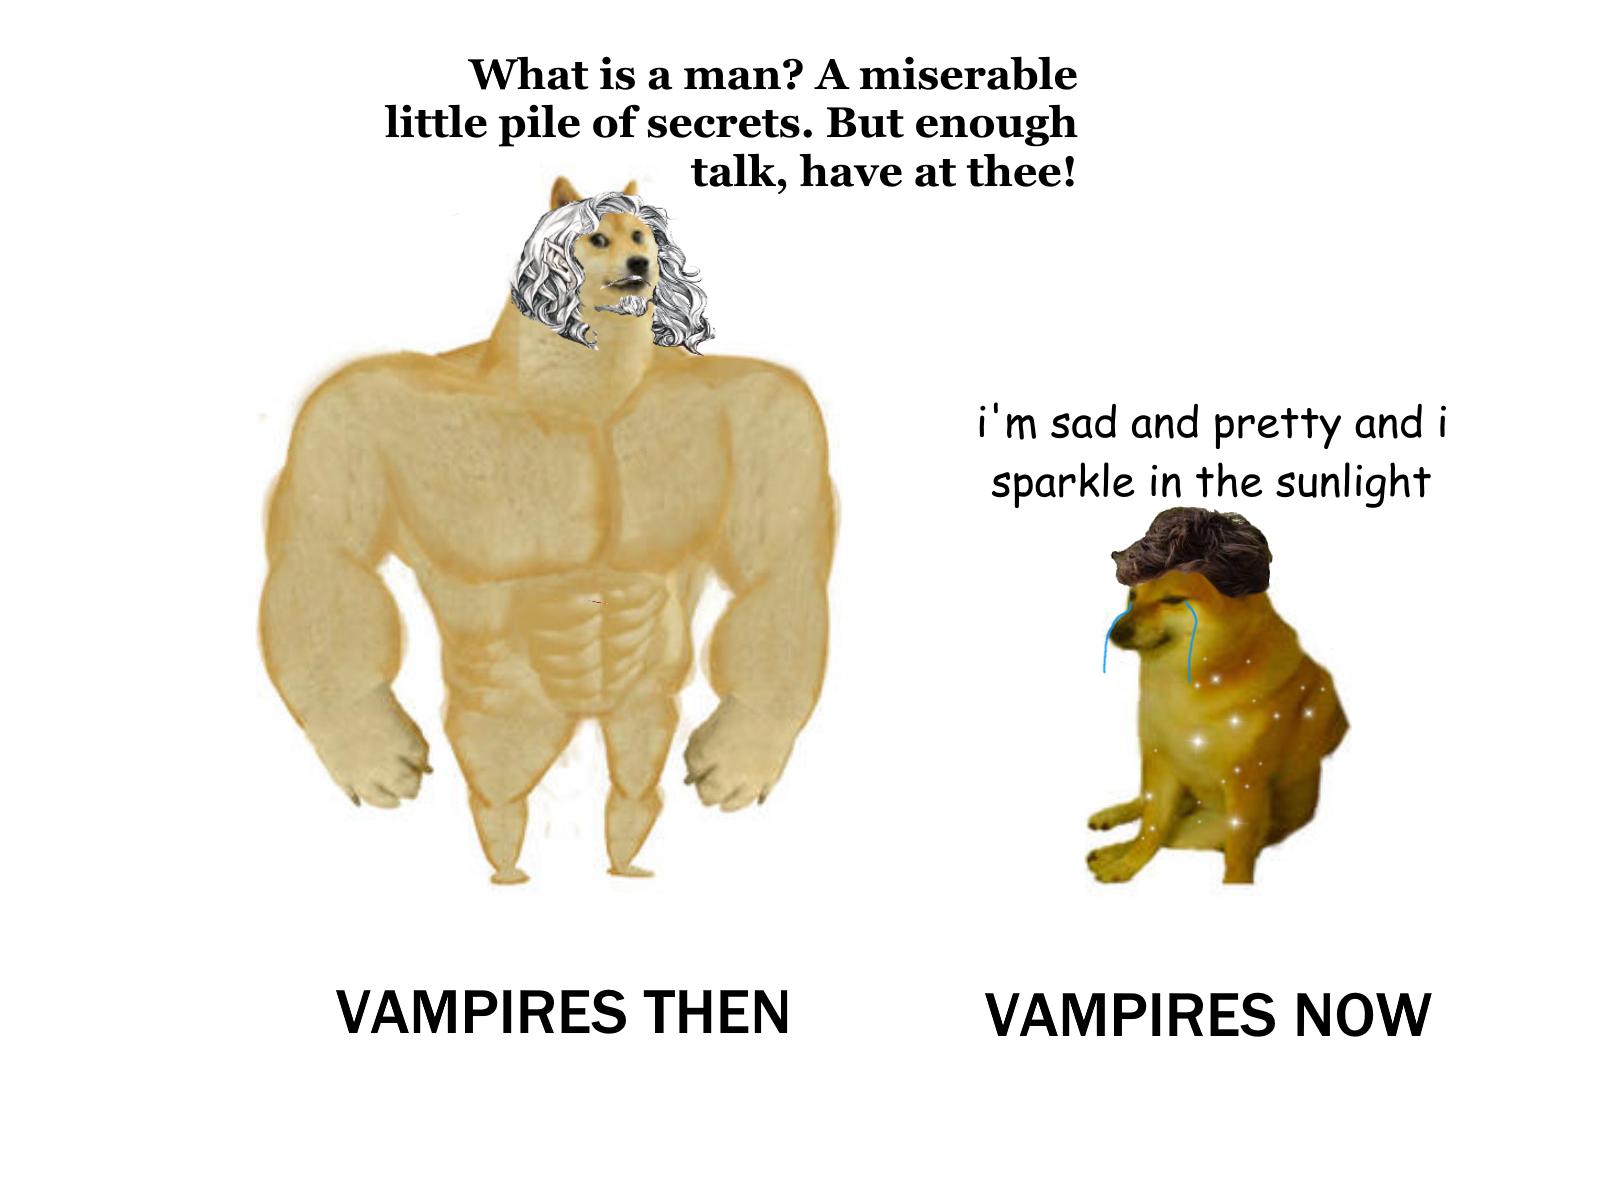 What is a man? A miserable
little pile of secrets. But enough
talk, have at thee!
i'm sad and pretty and i
sparkle in the sunlight
VAMPIRES THEN
VAMPIRES NOW